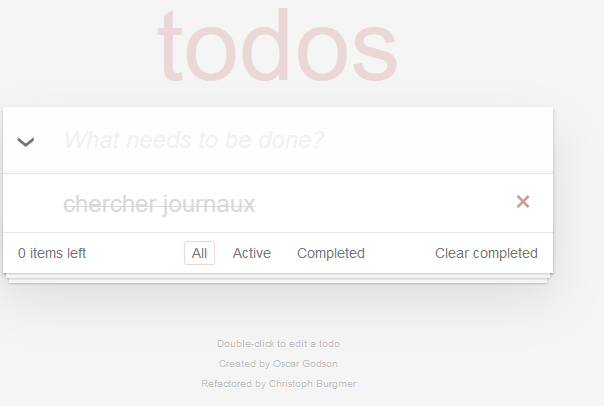 todos
What needs to be done?
chercher journaux
0 items left All Active Completed Clear completed
Double-click to edit a todo
Created by Oscar Godson
Refactored by Christoph Burgmer